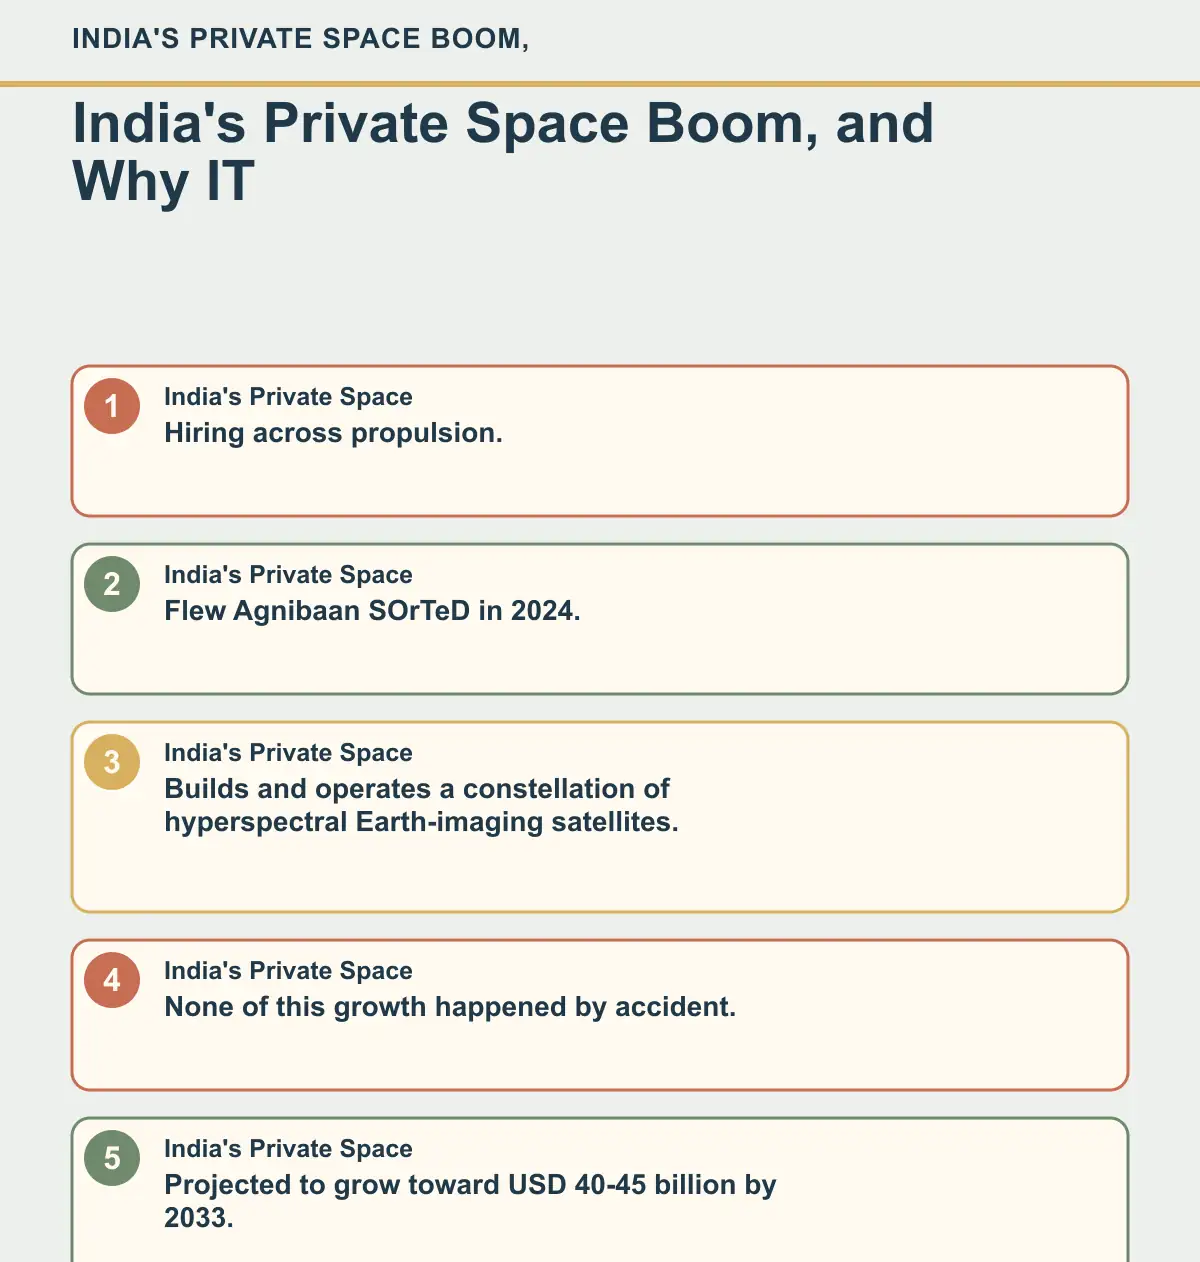 INDIA'S PRIVATE SPACE BOOM,
India's Private Space Boom, and
Why IT
1
India's Private Space
Hiring across propulsion.
2
India's Private Space
Flew Agnibaan SOrTeD in 2024.
3
India's Private Space
Builds and operates a constellation of
hyperspectral Earth-imaging satellites.
4
India's Private Space
None of this growth happened by accident.
5
India's Private Space
Projected to grow toward USD 40-45 billion by
2033.